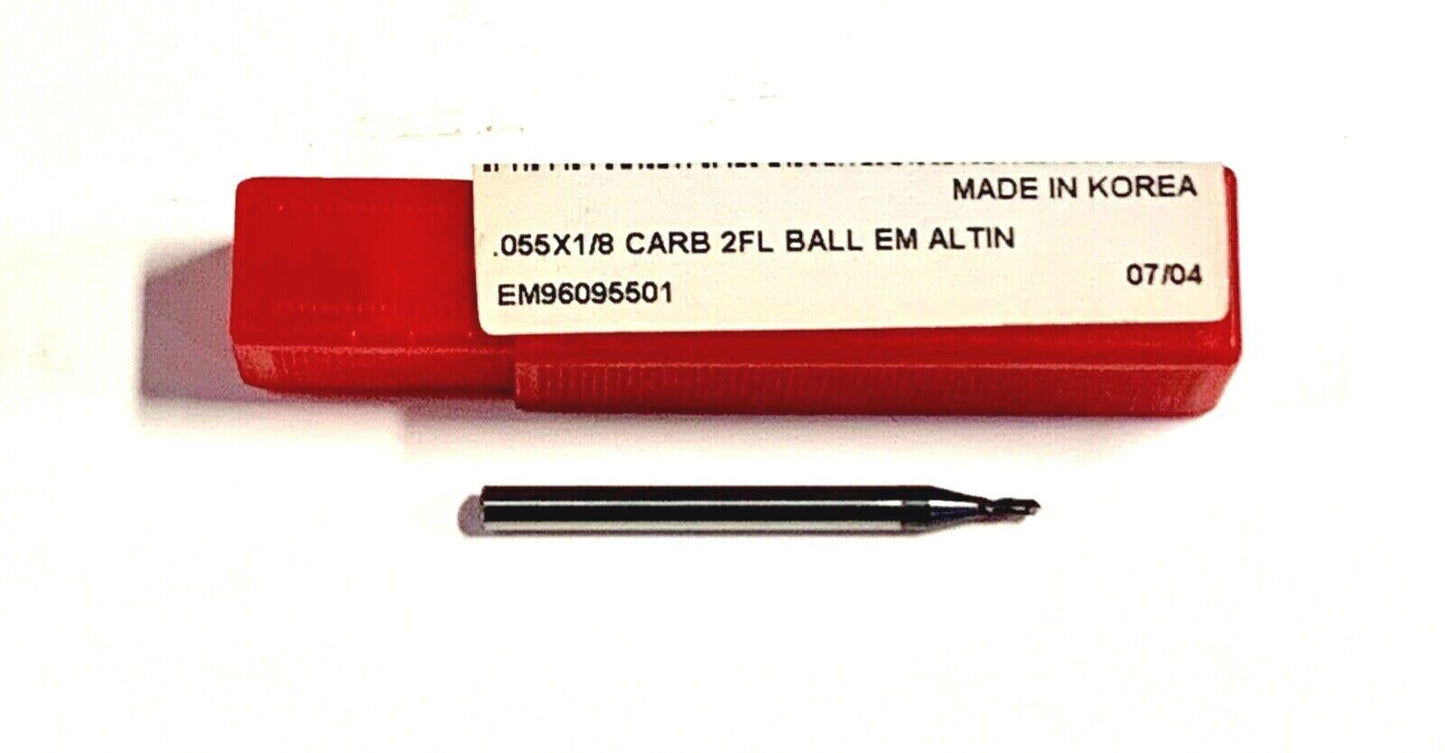 MADE IN KOREA
.055X1/8 CARB 2FL BALL EM ALTIN
07/04
EM96095501